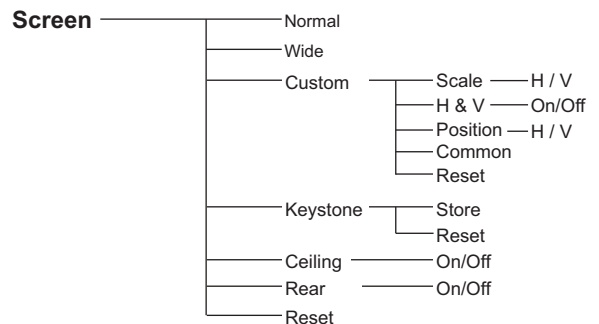 Screen Normal
Wide
Custom Scale H / V
H & V On/Off
Position H / V
Common
Reset
Keystone Store
Reset
Ceiling On/Off
Rear On/Off
Reset